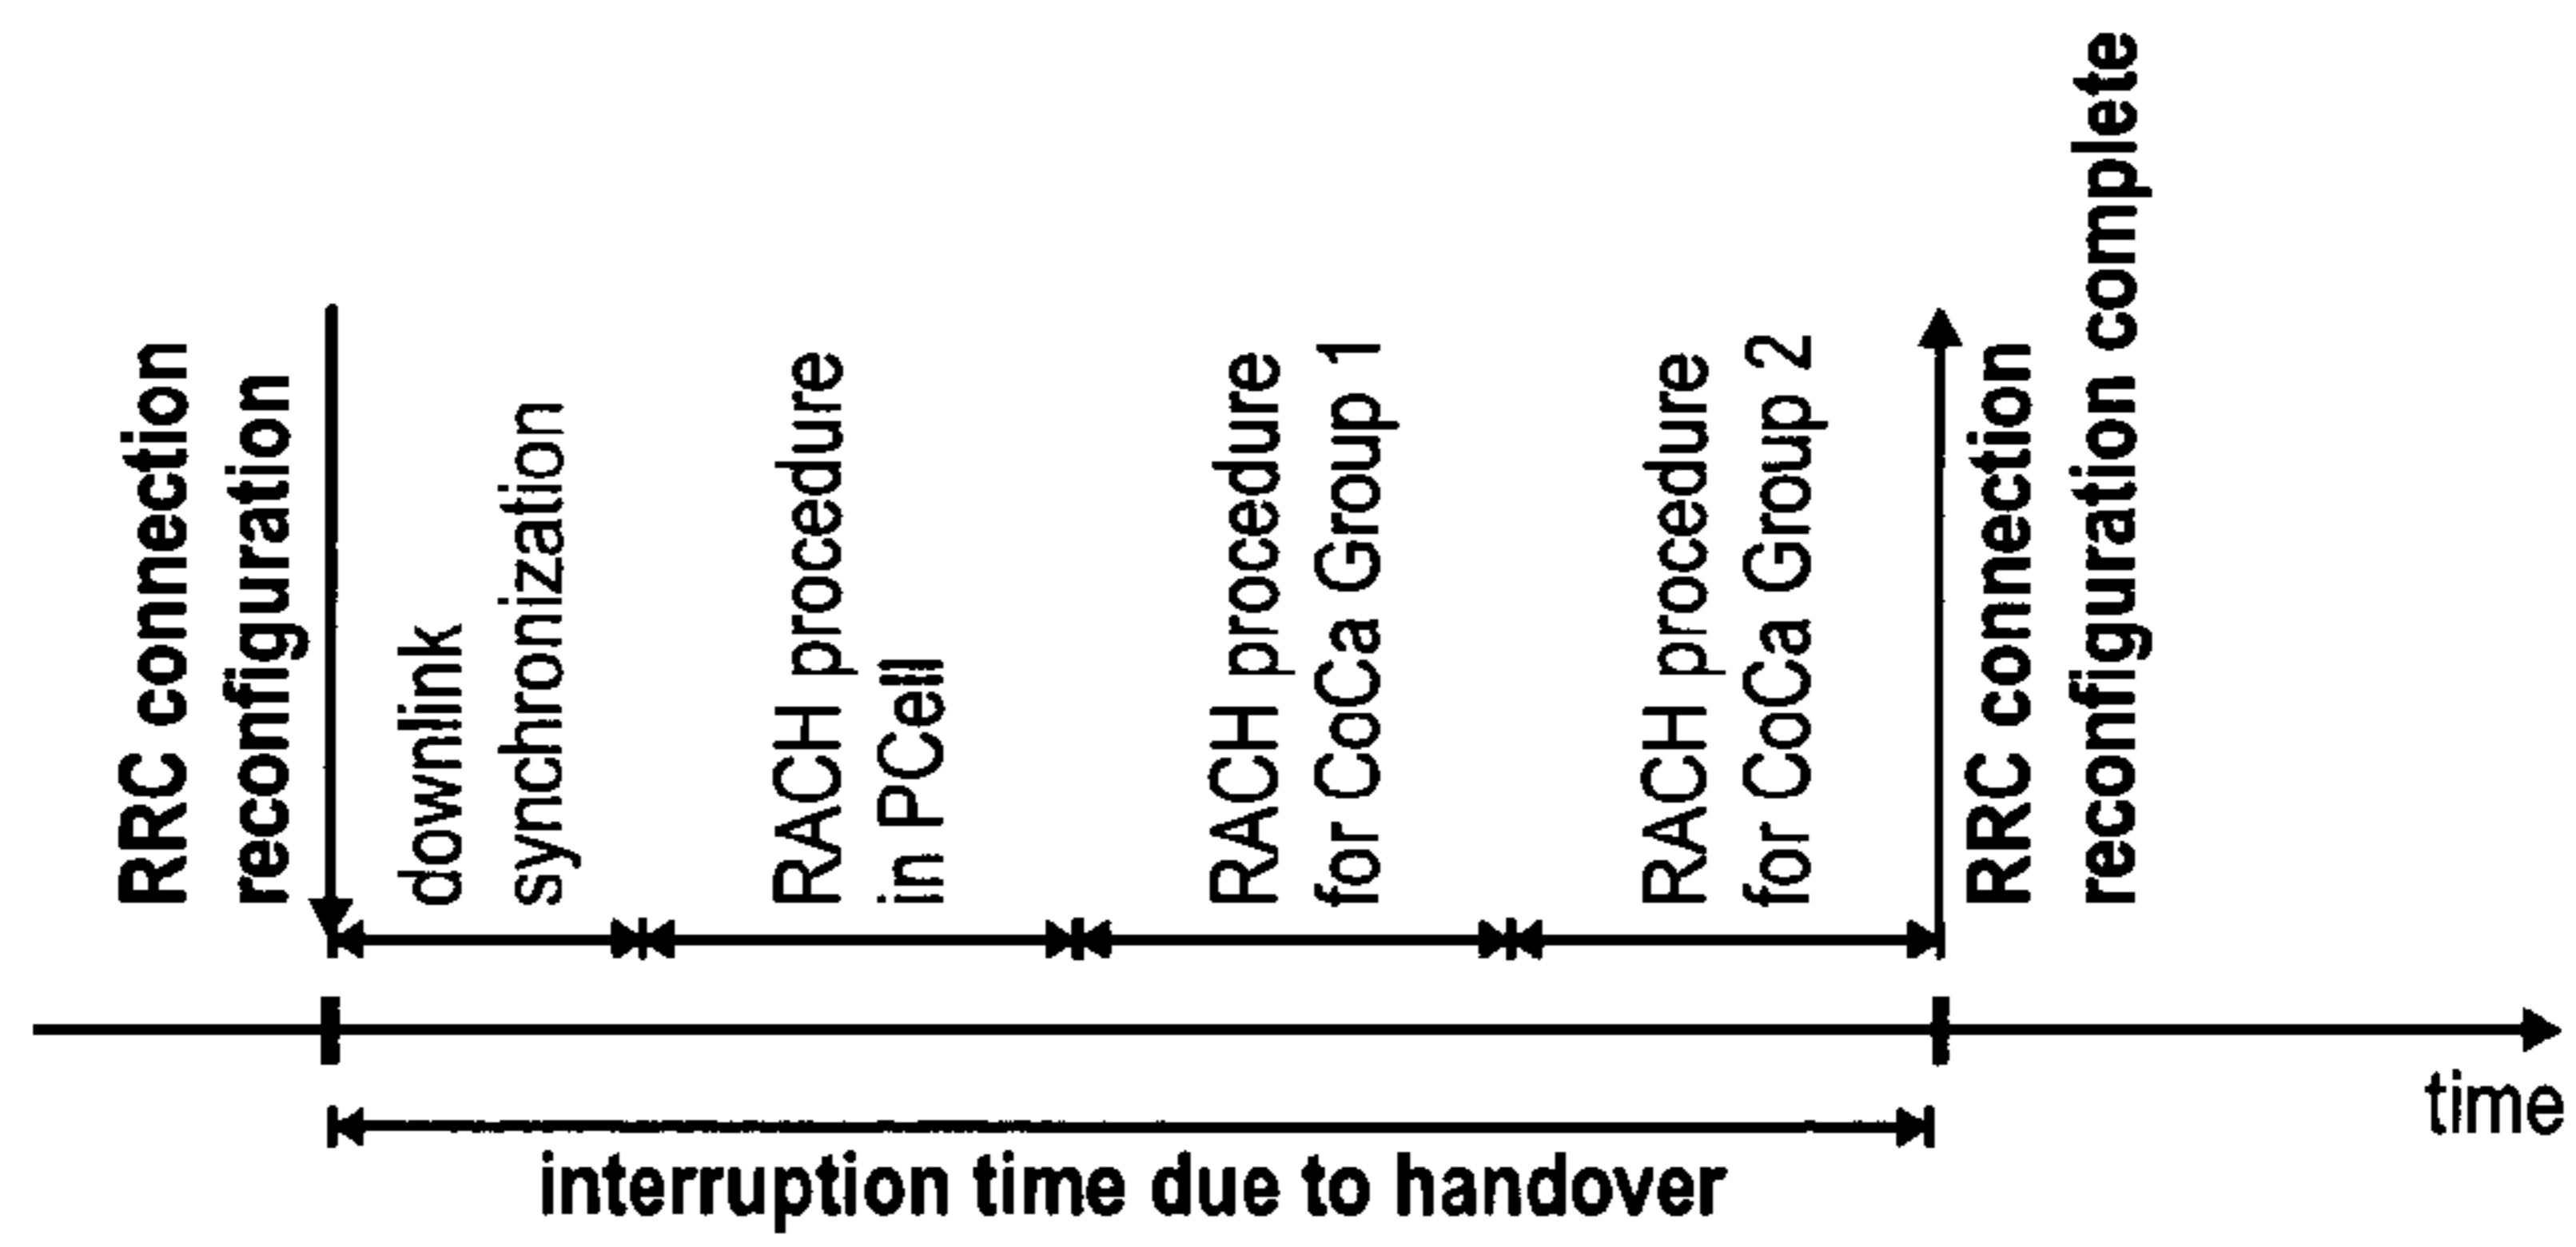 RRC connection
reconfiguration
downlink
synchronization
RACH procedure
in PCell
RACH procedure
for CoCa Group 1
RACH procedure
for CoCa Group 2
RRC connection
reconfiguration complete
time
interruption time due to handover